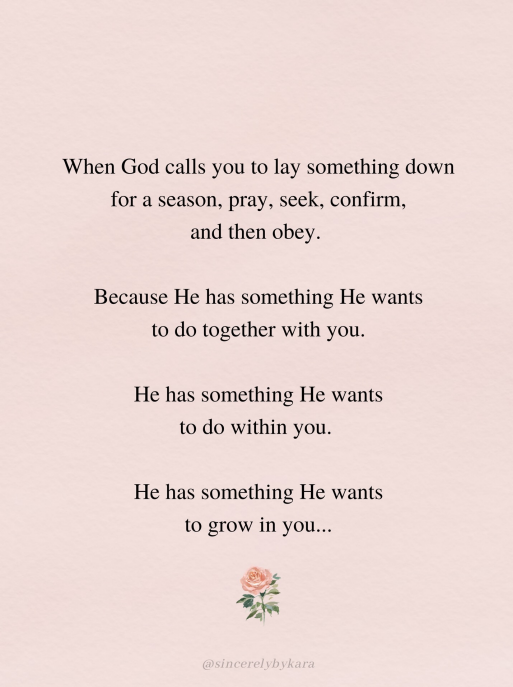 When God calls you to lay something down
for a season, pray, seek, confirm,
and then obey.
Because He has something He wants
to do together with you.
He has something He wants
to do within you.
He has something He wants
to grow in you...
@sincerelybykara